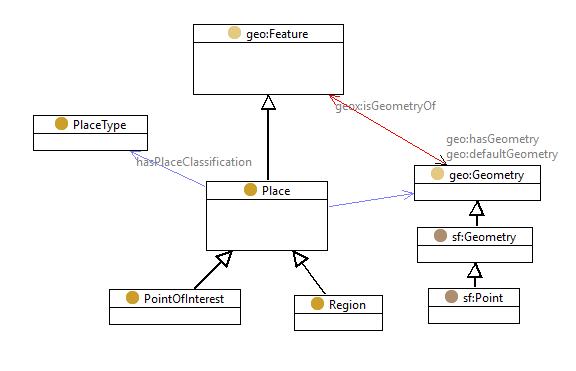 geo:Feature
geox:isGeometryOf
PlaceType
geo:hasGeometry
geo:defaultGeometry
hasPlaceClassification
geo:Geometry
Place
sf:Geometry
PointOfInterest
Region
sf:Point